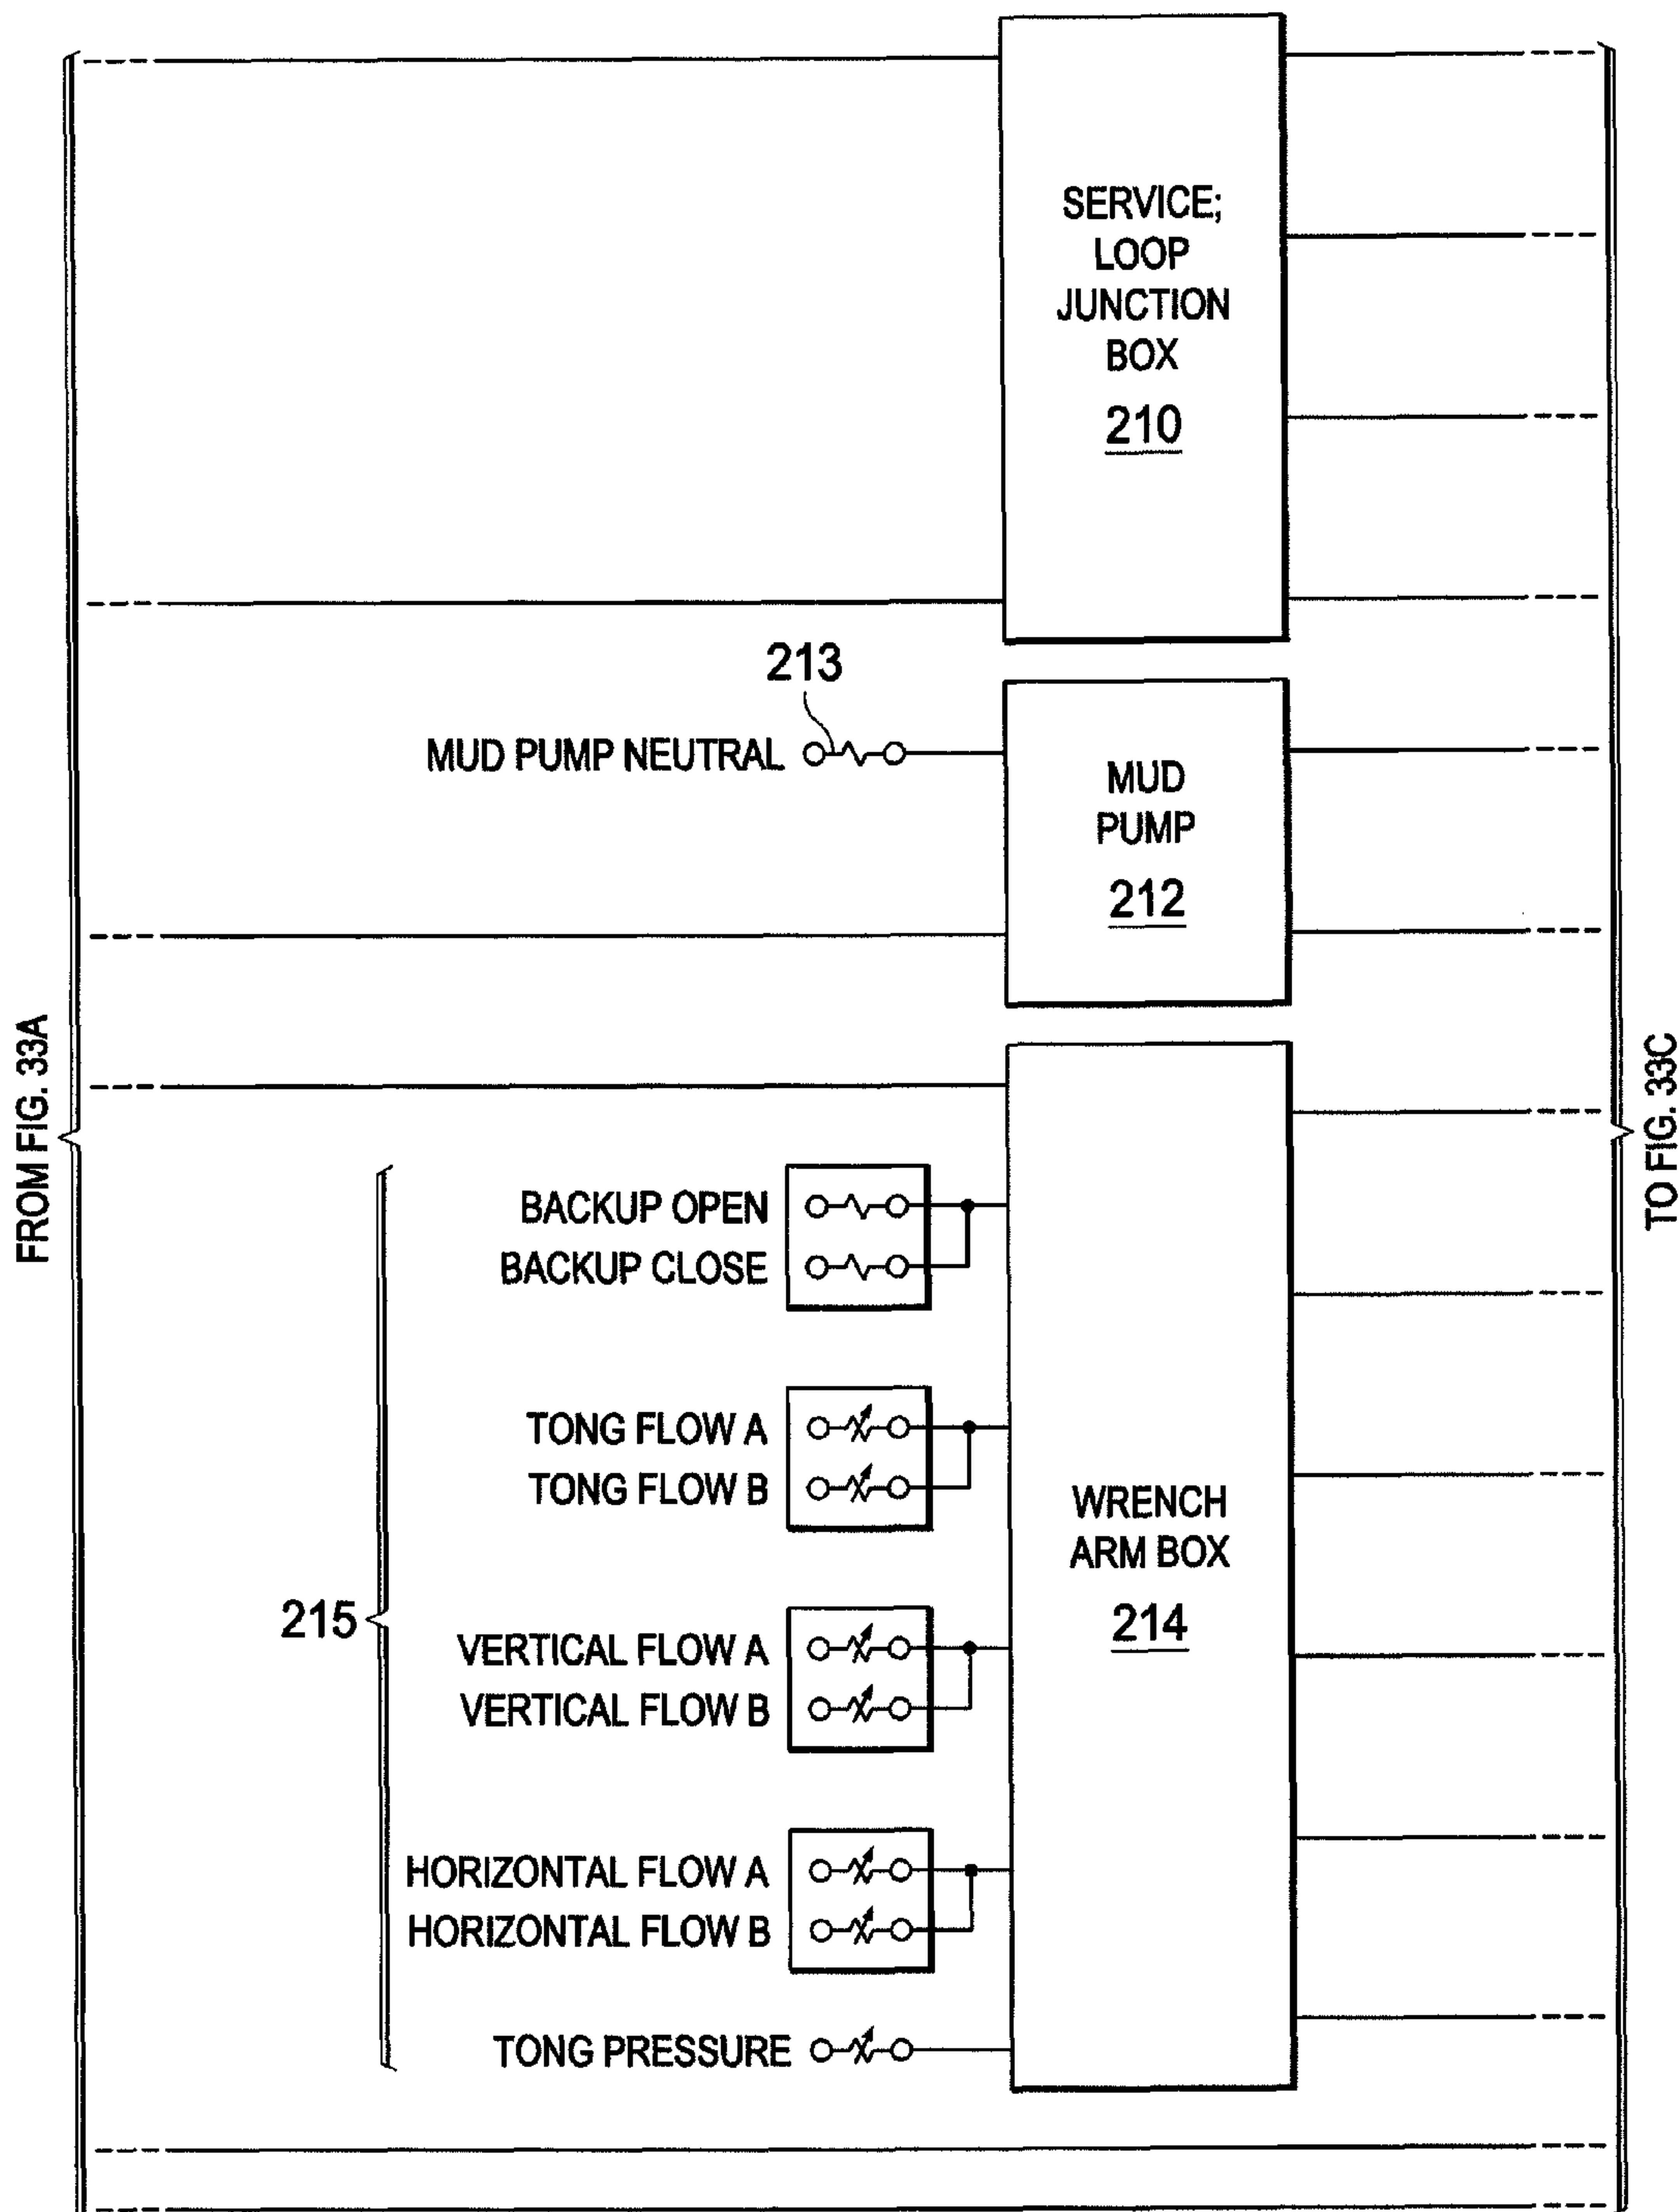 SERVICE;
LOOP
JUNCTION
BOX
210
213
MUD PUMP NEUTRAL
MUD
PUMP
212
FROM FIG. 33A
TO FIG. 33C
BACKUP OPEN
BACKUP CLOSE
TONG FLOW A
TONG FLOW B
WRENCH
ARM BOX
214
215
VERTICAL FLOW A
VERTICAL FLOW B
HORIZONTAL FLOW A
HORIZONTAL FLOW B
TONG PRESSURE